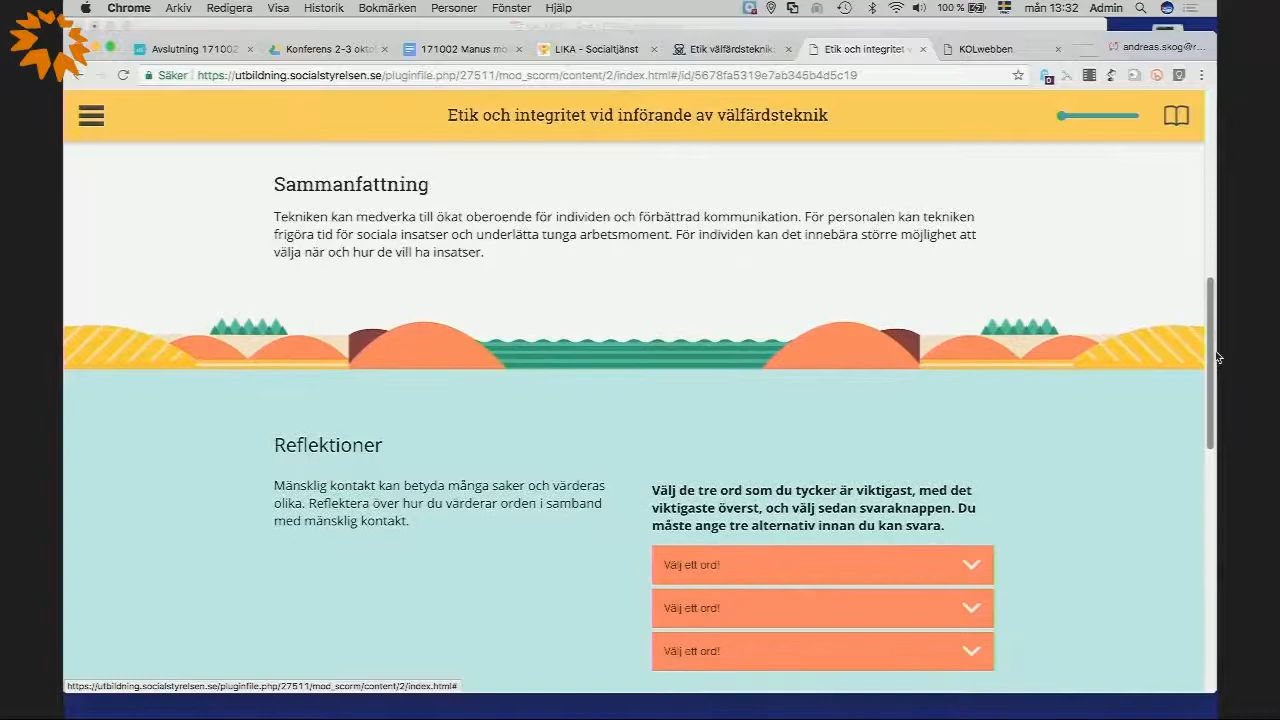 Chrome Arkiv Redigera Visa Historik Bokmärken Personer Fönster Hjälp 100 % mån 13:32 Admin
Avslutning 171002 Konferens 2-3 okto 171002 Manus mo LIKA - Socialtjänst Etik välfärdsteknik Etik och integritet v KOLwebben andreas.skog@r...
Säker https://utbildning.socialstyrelsen.se/pluginfile.php/27511/mod_scorm/content/2/index.html#/id/5678fa5319e7ab345b4d5c19
Etik och integritet vid införande av välfärdsteknik
Sammanfattning
Tekniken kan medverka till ökat oberoende för individen och förbättrad kommunikation. För personalen kan tekniken
frigöra tid för sociala insatser och underlätta tunga arbetsmoment. För individen kan det innebära större möjlighet att
välja när och hur de vill ha insatser.
Reflektioner
Mänsklig kontakt kan betyda många saker och värderas
olika. Reflektera över hur du värderar orden i samband
med mänsklig kontakt.
Välj de tre ord som du tycker är viktigast, med det
viktigaste överst, och välj sedan svaraknappen. Du
måste ange tre alternativ innan du kan svara.
Välj ett ord!
Välj ett ord!
Välj ett ord!
https://utbildning.socialstyrelsen.se/pluginfile.php/27511/mod_scorm/content/2/index.html#